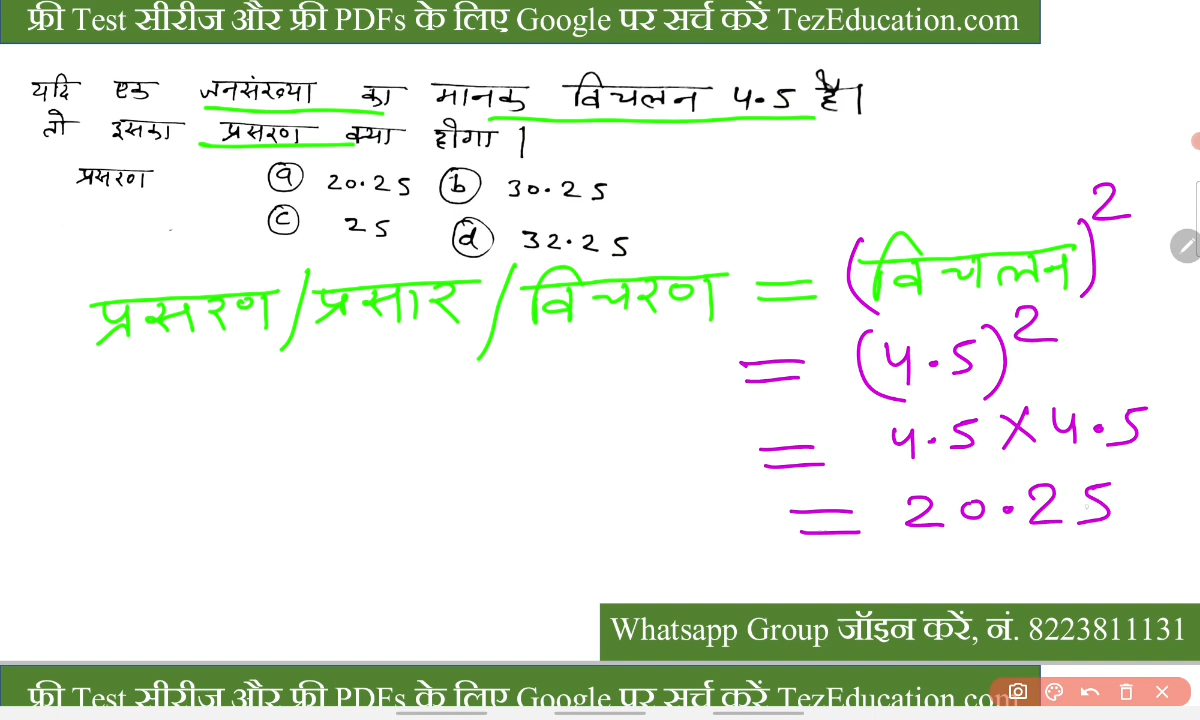 फ्री Test सीरीज और फ्री PDFs के लिए Google पर सर्च करें TezEducation.com
यदि एक जनसंख्या का मानक विचलन 4.5 है।
तो इसका प्रसरण क्या होगा।
प्रसरण (a) 20.25 (b) 30.25
(c) 25 (d) 32.25
प्रसरण/प्रसार/विचरण = (विचलन)²
= (4.5)²
= 4.5 × 4.5
= 20.25
Whatsapp Group जॉइन करें, नं. 8223811131
फ्री Test सीरीज और फ्री PDFs के लिए Google पर सर्च करें TezEducation.com